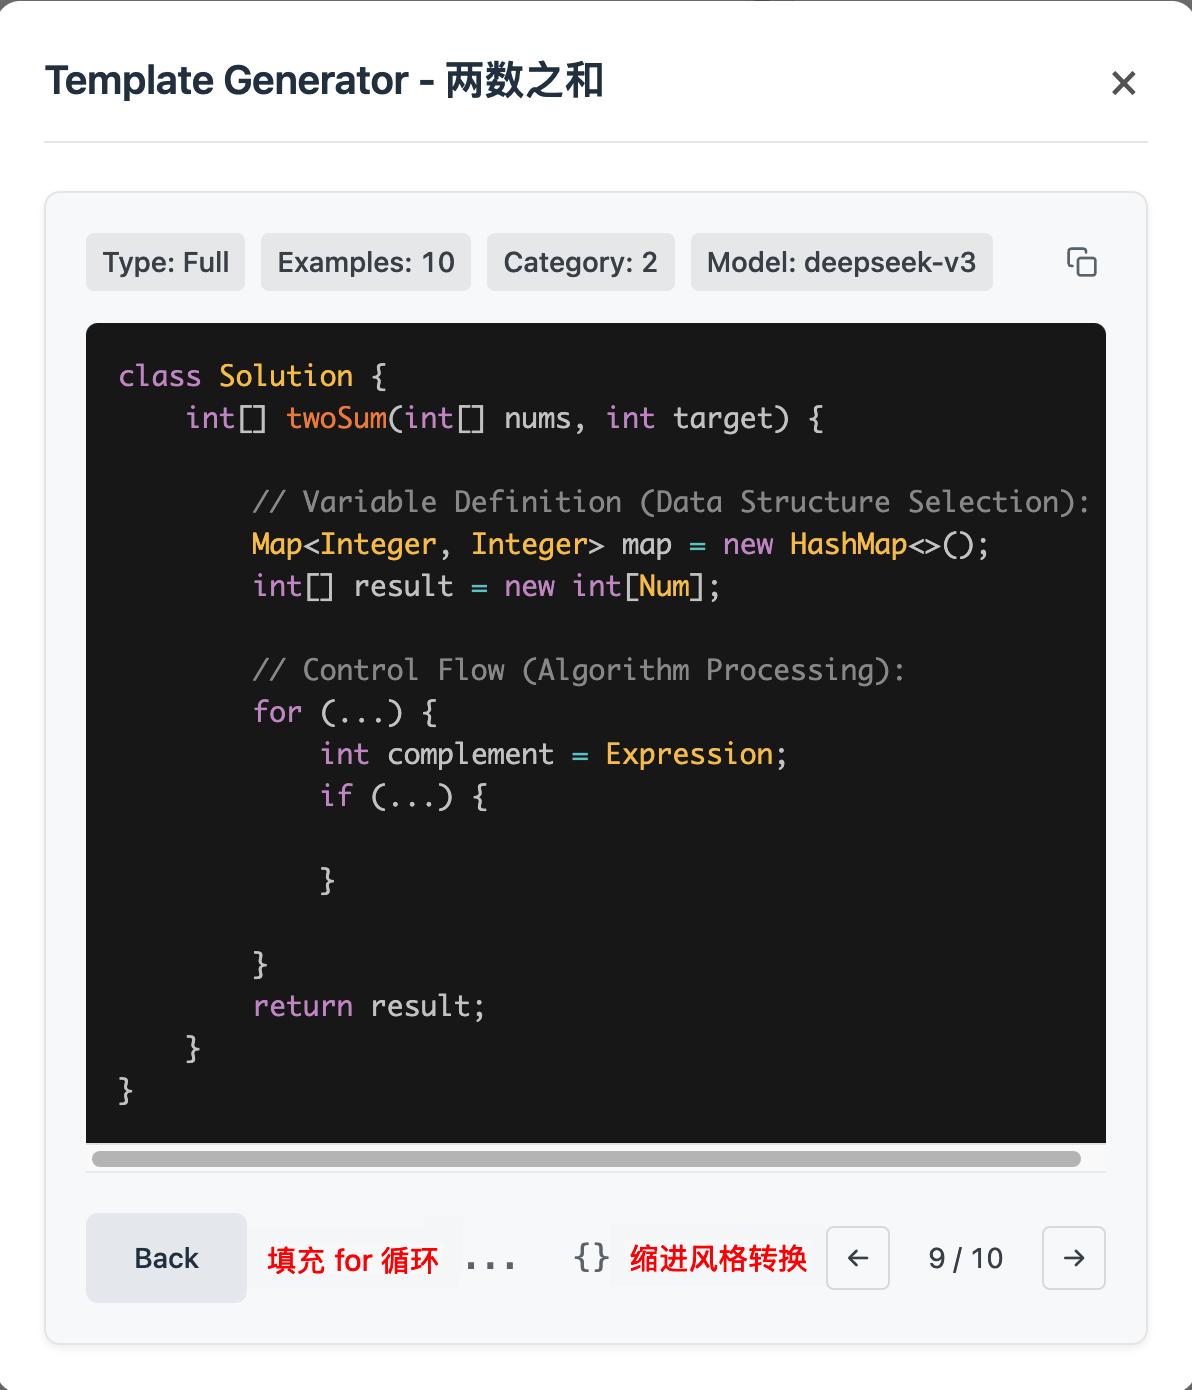 Template Generator - 两数之和
×
Type: Full Examples: 10 Category: 2 Model: deepseek-v3
class Solution {
    int[] twoSum(int[] nums, int target) {
        // Variable Definition (Data Structure Selection):
        Map<Integer, Integer> map = new HashMap<>();
        int[] result = new int[Num];
        // Control Flow (Algorithm Processing):
        for (...) {
            int complement = Expression;
            if (...) {
            }
        }
        return result;
    }
}
Back 填充 for 循环 ... {} 缩进风格转换 ← 9 / 10 →